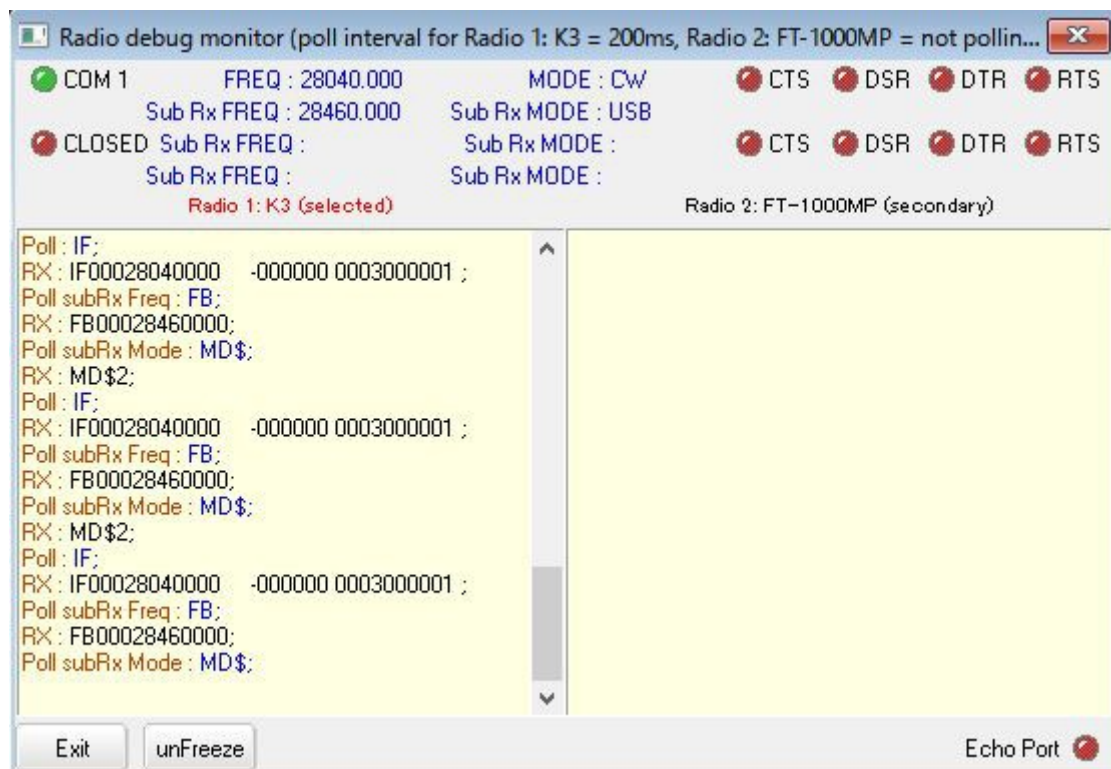 Radio debug monitor (poll interval for Radio 1: K3 = 200ms, Radio 2: FT-1000MP = not pollin...
COM 1 FREQ : 28040.000 MODE : CW CTS DSR DTR RTS
Sub Rx FREQ : 28460.000 Sub Rx MODE : USB
CLOSED Sub Rx FREQ : Sub Rx MODE : CTS DSR DTR RTS
Sub Rx FREQ : Sub Rx MODE :
Radio 1: K3 (selected) Radio 2: FT-1000MP (secondary)
Poll : IF;
RX : IF00028040000 -000000 0003000001 ;
Poll subRx Freq : FB;
RX : FB00028460000;
Poll subRx Mode : MD$;
RX : MD$2;
Poll : IF;
RX : IF00028040000 -000000 0003000001 ;
Poll subRx Freq : FB;
RX : FB00028460000;
Poll subRx Mode : MD$;
RX : MD$2;
Poll : IF;
RX : IF00028040000 -000000 0003000001 ;
Poll subRx Freq : FB;
RX : FB00028460000;
Poll subRx Mode : MD$;
Exit unFreeze Echo Port